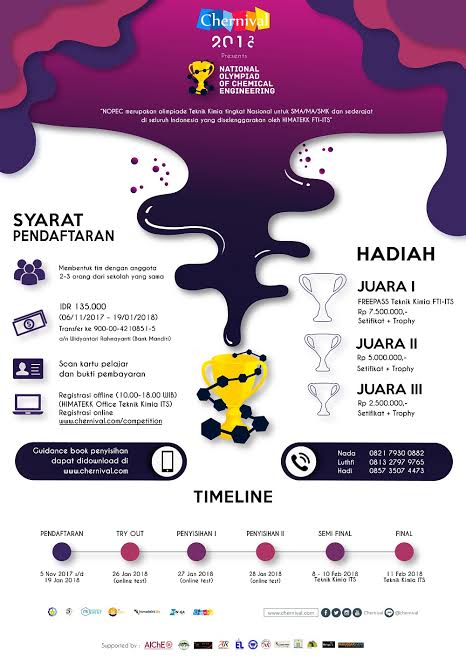 Chernival
2018
Presents
NATIONAL
OLYMPIAD
OF CHEMICAL
ENGINEERING
"NOPEC merupakan olimpiade Teknik Kimia tingkat Nasional untuk SMA/MA/SMK dan sederajat
di seluruh Indonesia yang diselenggarakan oleh HIMATEKK FTI-ITS"
SYARAT
PENDAFTARAN
Membentuk tim dengan anggota
2-3 orang dari sekolah yang sama
IDR 135.000
(06/11/2017 - 19/01/2018)
Transfer ke 900-00-4210851-5
a/n Widyantari Rahmayanti (Bank Mandiri)
Scan kartu pelajar
dan bukti pembayaran
Registrasi offline (10.00-18.00 WIB)
(HIMATEKK Office Teknik Kimia ITS)
Registrasi online
www.chernival.com/competition
HADIAH
JUARA I
FREEPASS Teknik Kimia FTI-ITS
Rp 7.500.000,-
Setifikat + Trophy
JUARA II
Rp 5.000.000,-
Setifikat + Trophy
JUARA III
Rp 2.500.000,-
Setifikat + Trophy
Guidance book penyisihan
dapat didownload di
www.chernival.com
Nada 0821 7930 0882
Luthfi 0813 2797 9765
Hadi 0857 3507 4473
TIMELINE
PENDAFTARAN
TRY OUT
PENYISIHAN I
PENYISIHAN II
SEMI FINAL
FINAL
5 Nov 2017 s/d
19 Jan 2018
26 Jan 2018
(online test)
27 Jan 2018
(online test)
28 Jan 2018
(online test)
8 - 10 Feb 2018
Teknik Kimia ITS
11 Feb 2018
Teknik Kimia ITS
www.chernival.com
Chernival
@chernival
Supported by :
AIChE